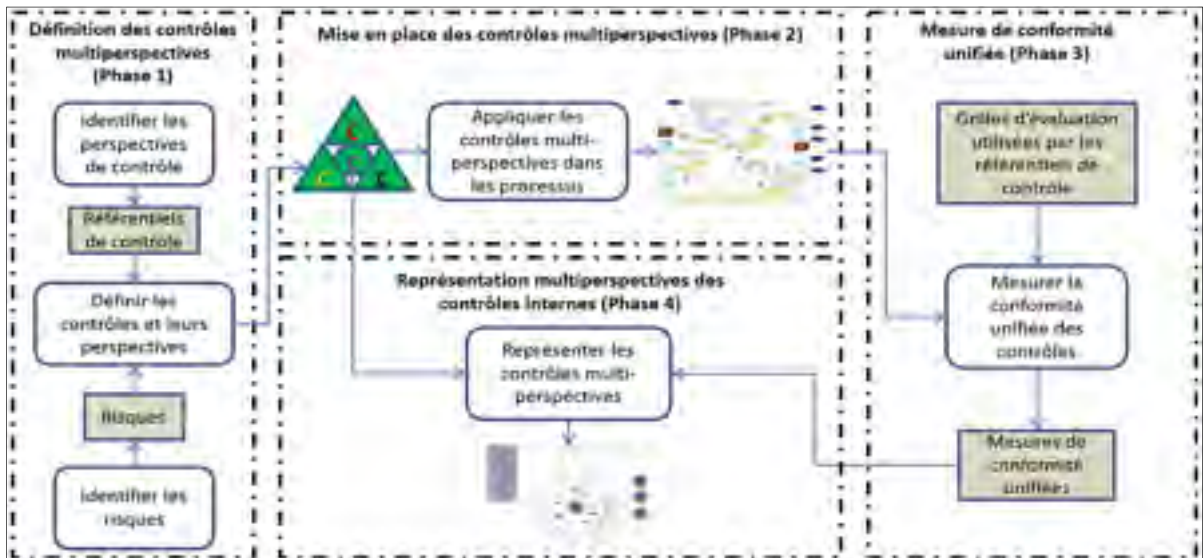 Définition des contrôles
multiperspectives
(Phase 1)
Identifier les
perspectives
de contrôle
Référentiels
de contrôle
Définir les
contrôles et leurs
perspectives
Risques
Identifier les
risques
Mise en place des contrôles multiperspectives (Phase 2)
C
C
E
Appliquer les
contrôles multi-
perspectives dans
les processus
Représentation multiperspectives des
contrôles internes (Phase 4)
Représenter les
contrôles multi-
perspectives
Mesure de conformité
unifiée (Phase 3)
Grilles d'évaluation
utilisées par les
référentiels de
contrôle
Mesurer la
conformité
unifiée des
contrôles
Mesures de
conformité
unifiées